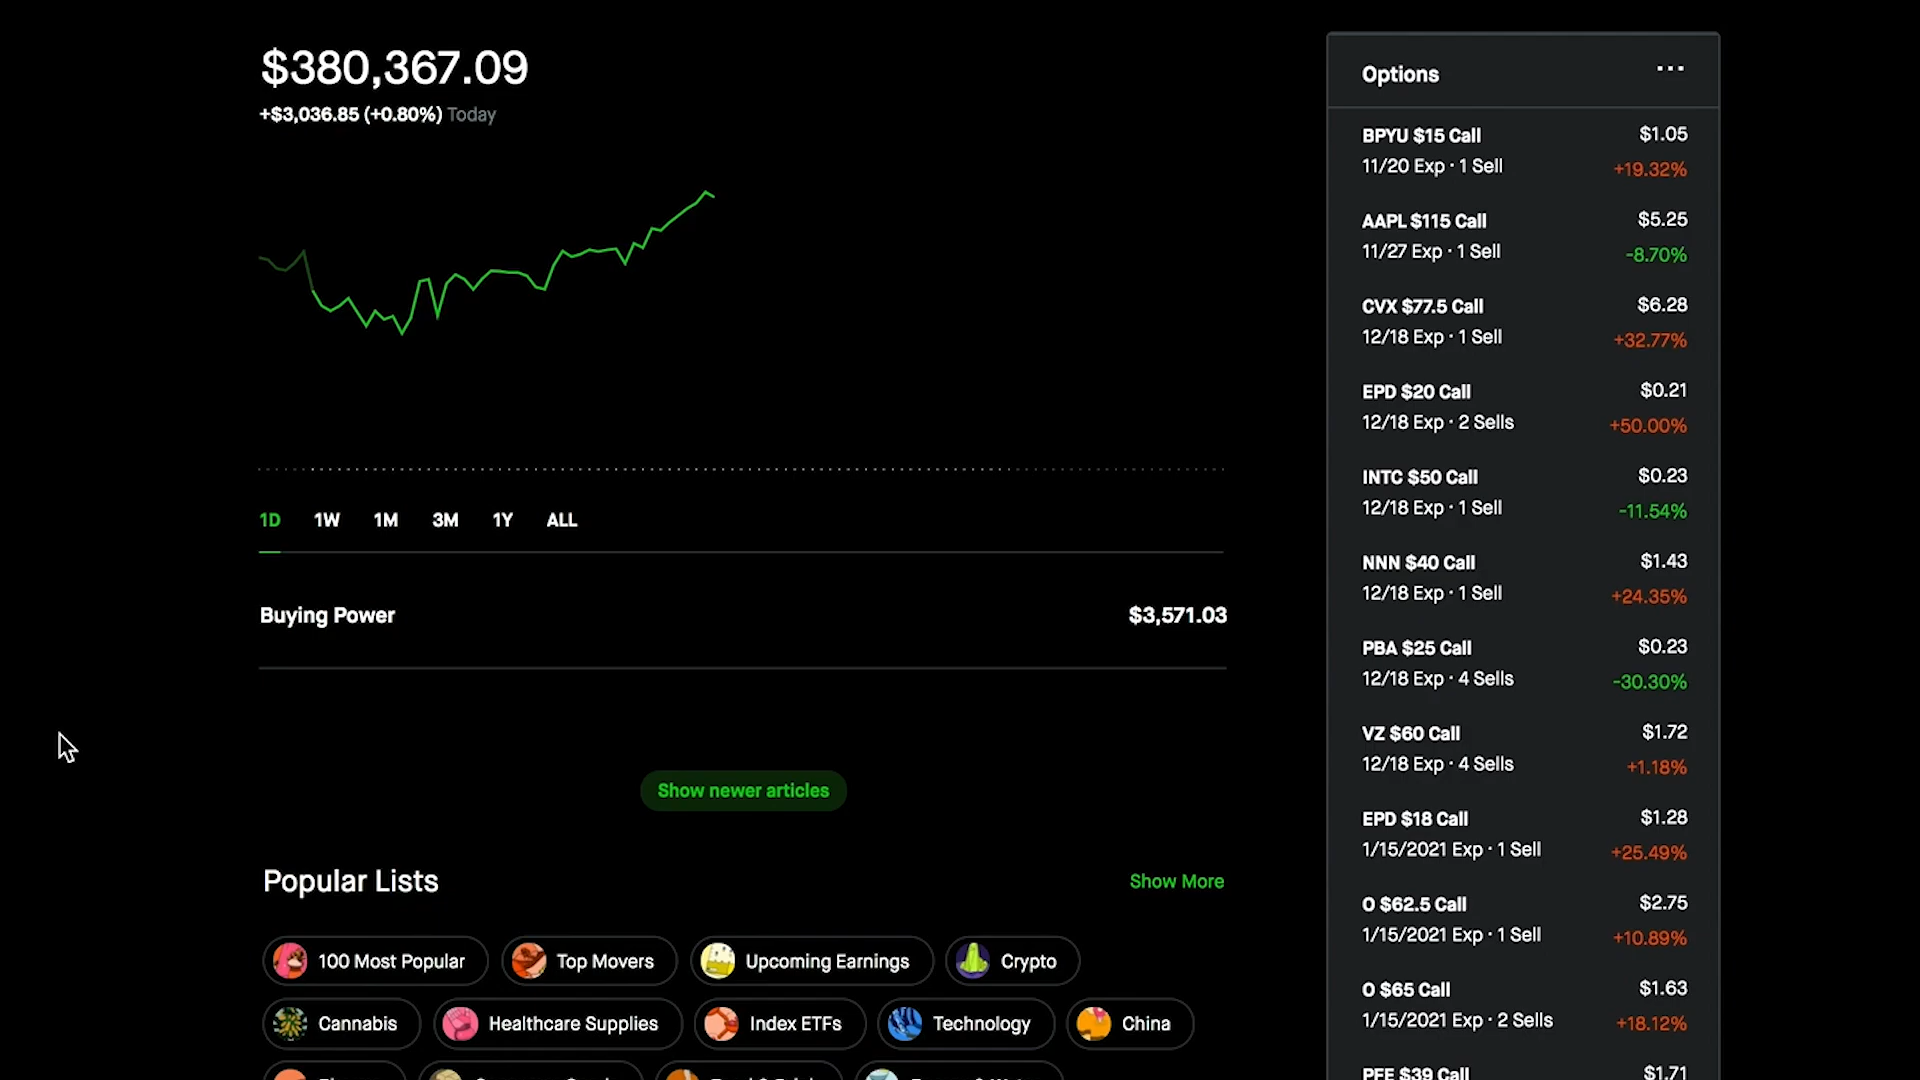 $380,367.09
+$3,036.85 (+0.80%) Today
1D 1W 1M 3M 1Y ALL
Buying Power $3,571.03
Show newer articles
Popular Lists Show More
100 Most Popular Top Movers Upcoming Earnings Crypto
Cannabis Healthcare Supplies Index ETFs Technology China
Options
BPYU $15 Call $1.05
11/20 Exp · 1 Sell +19.32%
AAPL $115 Call $5.25
11/27 Exp · 1 Sell -8.70%
CVX $77.5 Call $6.28
12/18 Exp · 1 Sell +32.77%
EPD $20 Call $0.21
12/18 Exp · 2 Sells +50.00%
INTC $50 Call $0.23
12/18 Exp · 1 Sell -11.54%
NNN $40 Call $1.43
12/18 Exp · 1 Sell +24.35%
PBA $25 Call $0.23
12/18 Exp · 4 Sells -30.30%
VZ $60 Call $1.72
12/18 Exp · 4 Sells +1.18%
EPD $18 Call $1.28
1/15/2021 Exp · 1 Sell +25.49%
O $62.5 Call $2.75
1/15/2021 Exp · 1 Sell +10.89%
O $65 Call $1.63
1/15/2021 Exp · 2 Sells +18.12%
PFE $39 Call $1.71